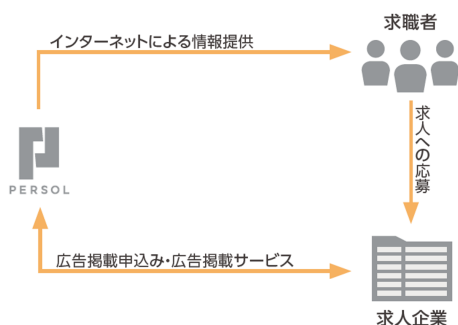 求職者
インターネットによる情報提供
求人への応募
PERSOL
広告掲載申込み・広告掲載サービス
求人企業